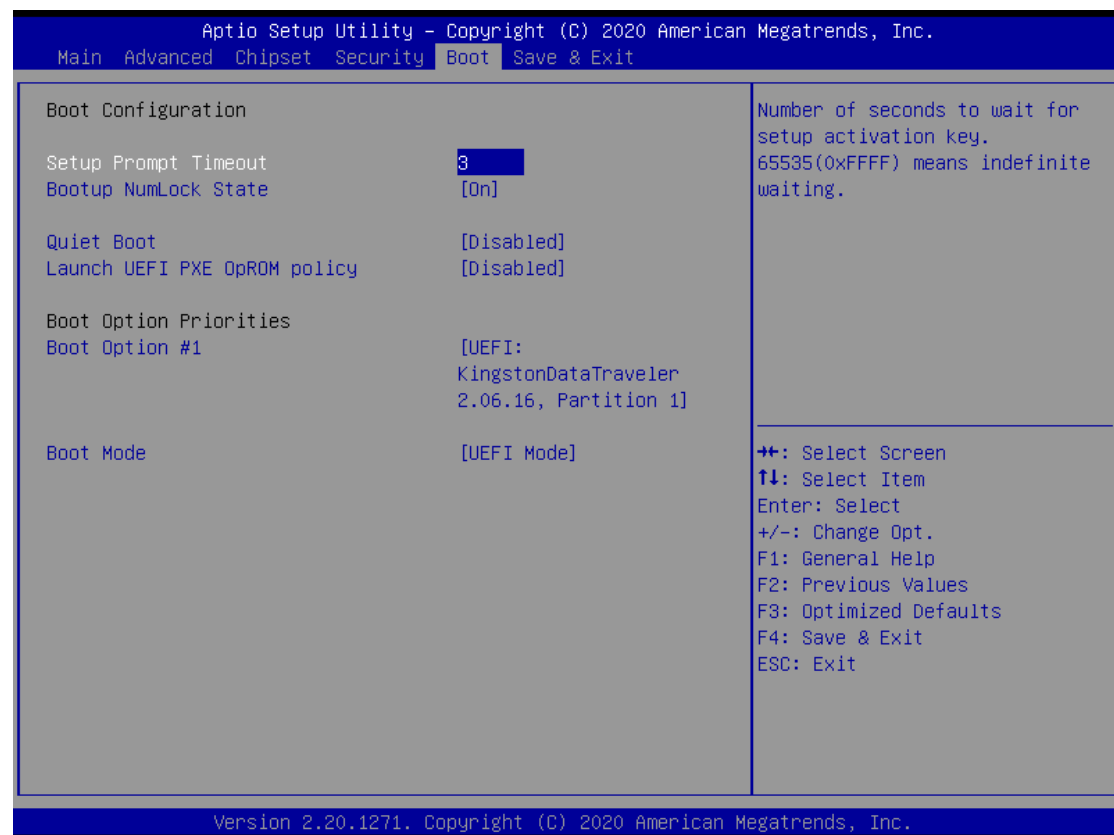 Aptio Setup Utility – Copyright (C) 2020 American Megatrends, Inc.
Main Advanced Chipset Security Boot Save & Exit
Boot Configuration
Setup Prompt Timeout 3
Bootup NumLock State [On]
Quiet Boot [Disabled]
Launch UEFI PXE OpROM policy [Disabled]
Boot Option Priorities
Boot Option #1 [UEFI:
KingstonDataTraveler
2.06.16, Partition 1]
Boot Mode [UEFI Mode]
Number of seconds to wait for
setup activation key.
65535(0xFFFF) means indefinite
waiting.
→←: Select Screen
↑↓: Select Item
Enter: Select
+/-: Change Opt.
F1: General Help
F2: Previous Values
F3: Optimized Defaults
F4: Save & Exit
ESC: Exit
Version 2.20.1271. Copyright (C) 2020 American Megatrends, Inc.